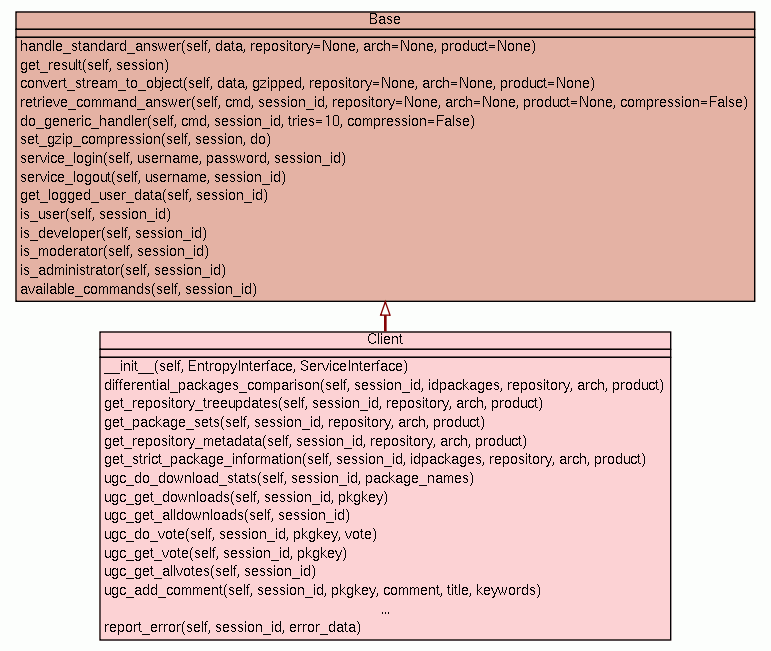 Base
handle_standard_answer(self, data, repository=None, arch=None, product=None)
get_result(self, session)
convert_stream_to_object(self, data, gzipped, repository=None, arch=None, product=None)
retrieve_command_answer(self, cmd, session_id, repository=None, arch=None, product=None, compression=False)
do_generic_handler(self, cmd, session_id, tries=10, compression=False)
set_gzip_compression(self, session, do)
service_login(self, username, password, session_id)
service_logout(self, username, session_id)
get_logged_user_data(self, session_id)
is_user(self, session_id)
is_developer(self, session_id)
is_moderator(self, session_id)
is_administrator(self, session_id)
available_commands(self, session_id)
Client
__init__(self, EntropyInterface, ServiceInterface)
differential_packages_comparison(self, session_id, idpackages, repository, arch, product)
get_repository_treeupdates(self, session_id, repository, arch, product)
get_package_sets(self, session_id, repository, arch, product)
get_repository_metadata(self, session_id, repository, arch, product)
get_strict_package_information(self, session_id, idpackages, repository, arch, product)
ugc_do_download_stats(self, session_id, package_names)
ugc_get_downloads(self, session_id, pkgkey)
ugc_get_alldownloads(self, session_id)
ugc_do_vote(self, session_id, pkgkey, vote)
ugc_get_vote(self, session_id, pkgkey)
ugc_get_allvotes(self, session_id)
ugc_add_comment(self, session_id, pkgkey, comment, title, keywords)
...
report_error(self, session_id, error_data)